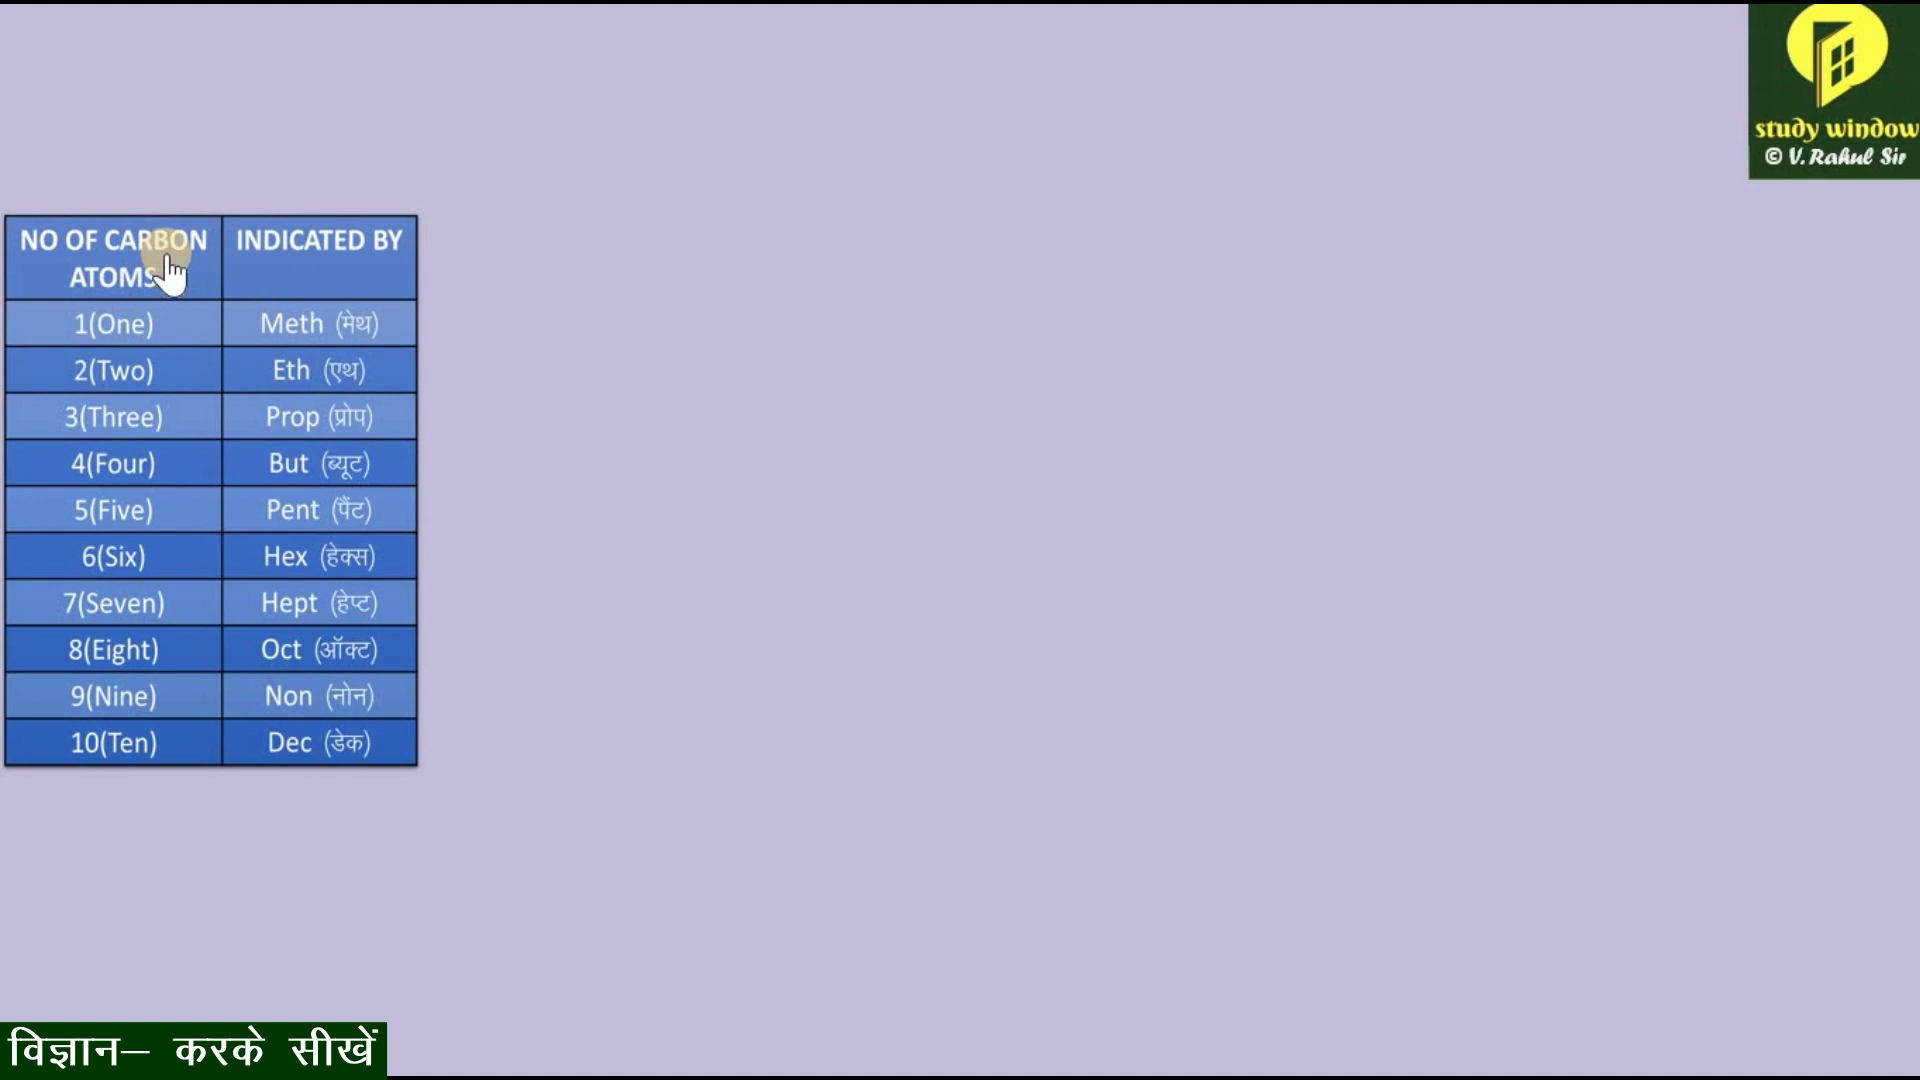 study window
© V. Rahul Sir
NO OF CARBON ATOMS INDICATED BY
1(One) Meth (मेथ)
2(Two) Eth (एथ)
3(Three) Prop (प्रोप)
4(Four) But (ब्यूट)
5(Five) Pent (पैंट)
6(Six) Hex (हेक्स)
7(Seven) Hept (हेप्ट)
8(Eight) Oct (ऑक्ट)
9(Nine) Non (नोन)
10(Ten) Dec (डेक)
विज्ञान– करके सीखें